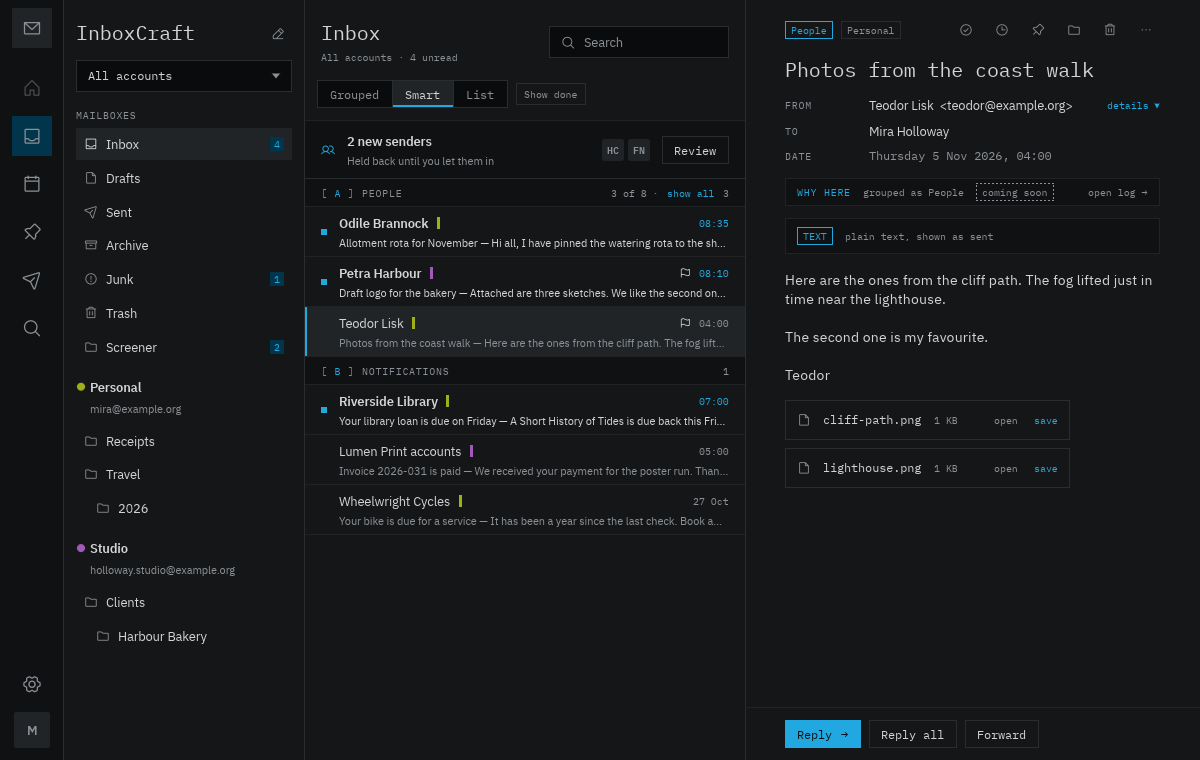 InboxCraft
All accounts
MAILBOXES
Inbox 4
Drafts
Sent
Archive
Junk 1
Trash
Screener 2
Personal
mira@example.org
Receipts
Travel
2026
Studio
holloway.studio@example.org
Clients
Harbour Bakery
M
Inbox
All accounts · 4 unread
Search
Grouped Smart List Show done
2 new senders
Held back until you let them in
HC FN Review
[ A ] PEOPLE 3 of 8 · show all 3
Odile Brannock 08:35
Allotment rota for November — Hi all, I have pinned the watering rota to the sh…
Petra Harbour 08:10
Draft logo for the bakery — Attached are three sketches. We like the second on…
Teodor Lisk 04:00
Photos from the coast walk — Here are the ones from the cliff path. The fog lift…
[ B ] NOTIFICATIONS 1
Riverside Library 07:00
Your library loan is due on Friday — A Short History of Tides is due back this Fri…
Lumen Print accounts 05:00
Invoice 2026-031 is paid — We received your payment for the poster run. Than…
Wheelwright Cycles 27 Oct
Your bike is due for a service — It has been a year since the last check. Book a…
People Personal
Photos from the coast walk
FROM Teodor Lisk <teodor@example.org> details ▾
TO Mira Holloway
DATE Thursday 5 Nov 2026, 04:00
WHY HERE grouped as People coming soon open log →
TEXT plain text, shown as sent
Here are the ones from the cliff path. The fog lifted just in
time near the lighthouse.
The second one is my favourite.
Teodor
cliff-path.png 1 KB open save
lighthouse.png 1 KB open save
Reply → Reply all Forward